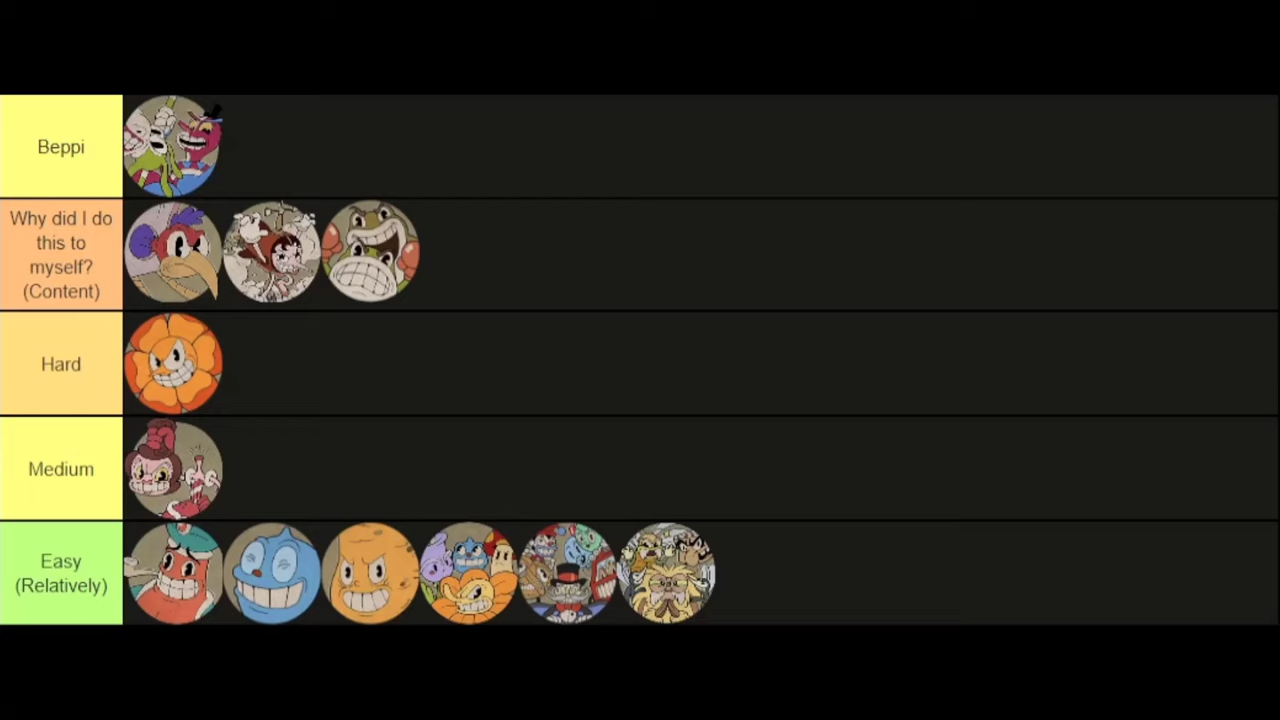 Beppi
Why did I do
this to
myself?
(Content)
Hard
Medium
Easy
(Relatively)